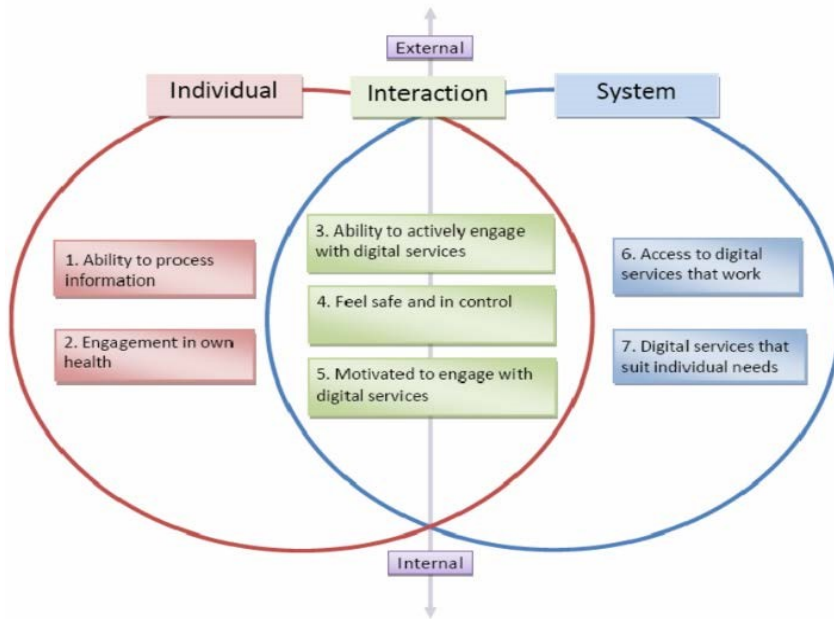 External
Individual
Interaction
System
1. Ability to process
information
2. Engagement in own
health
3. Ability to actively engage
with digital services
4. Feel safe and in control
5. Motivated to engage with
digital services
6. Access to digital
services that work
7. Digital services that
suit individual needs
Internal